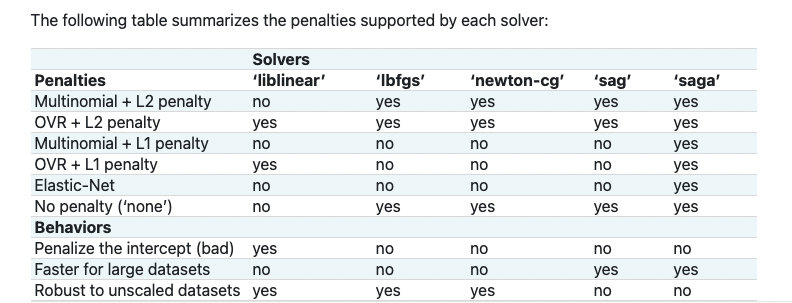 The following table summarizes the penalties supported by each solver:
Solvers
Penalties ‘liblinear’ ‘lbfgs’ ‘newton-cg’ ‘sag’ ‘saga’
Multinomial + L2 penalty no yes yes yes yes
OVR + L2 penalty yes yes yes yes yes
Multinomial + L1 penalty no no no no yes
OVR + L1 penalty yes no no no yes
Elastic-Net no no no no yes
No penalty (‘none’) no yes yes yes yes
Behaviors
Penalize the intercept (bad) yes no no no no
Faster for large datasets no no no yes yes
Robust to unscaled datasets yes yes yes no no